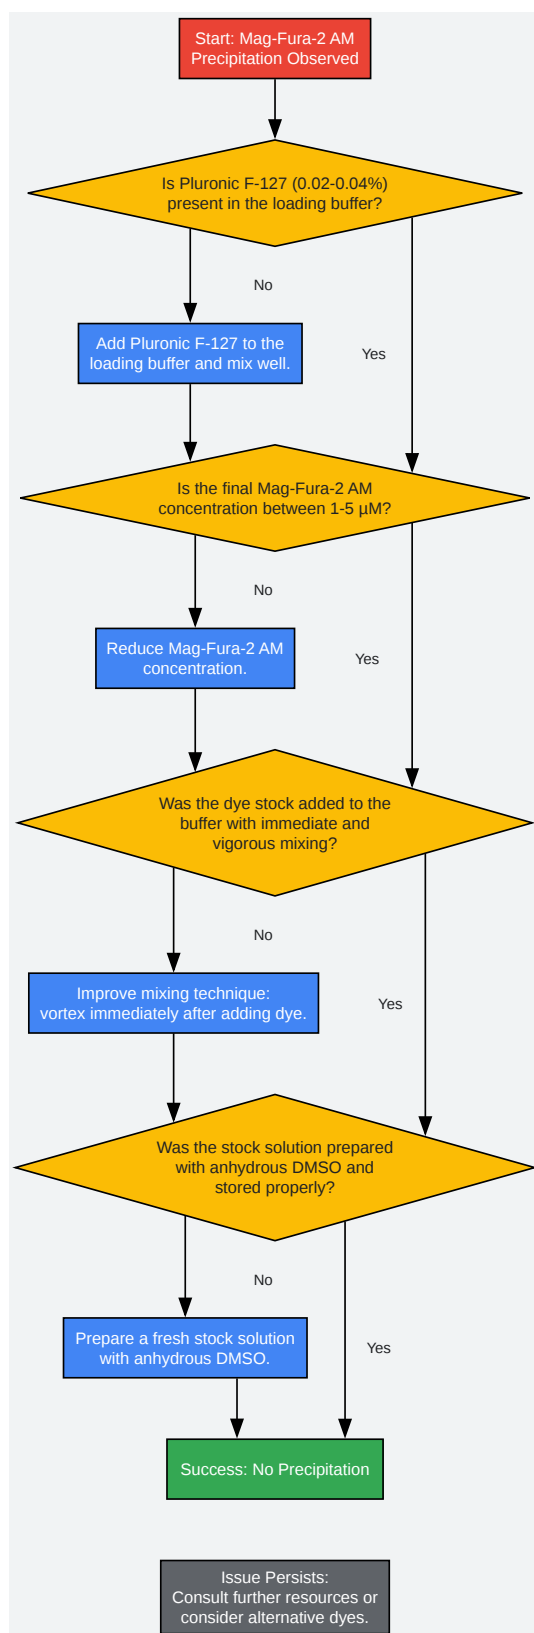 Start: Mag-Fura-2 AM
Precipitation Observed
Is Pluronic F-127 (0.02-0.04%)
present in the loading buffer?
No
Add Pluronic F-127 to the
loading buffer and mix well.
Yes
Is the final Mag-Fura-2 AM
concentration between 1-5 µM?
No
Reduce Mag-Fura-2 AM
concentration.
Yes
Was the dye stock added to the
buffer with immediate and
vigorous mixing?
No
Improve mixing technique:
vortex immediately after adding dye.
Yes
Was the stock solution prepared
with anhydrous DMSO and
stored properly?
No
Prepare a fresh stock solution
with anhydrous DMSO.
Yes
Success: No Precipitation
Issue Persists:
Consult further resources or
consider alternative dyes.